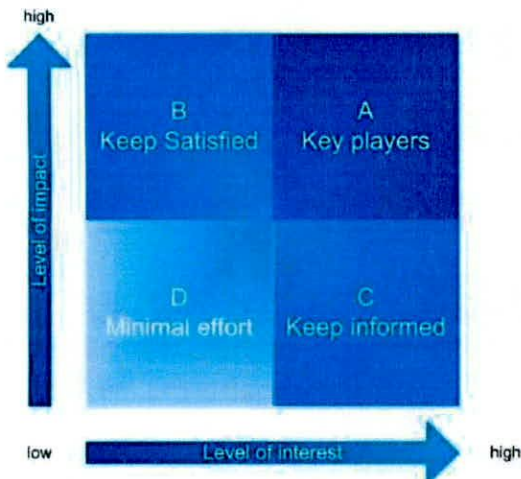 high
B
Keep Satisfied
A
Key players
Level of impact
D
Minimal effort
C
Keep informed
low
Level of interest
high